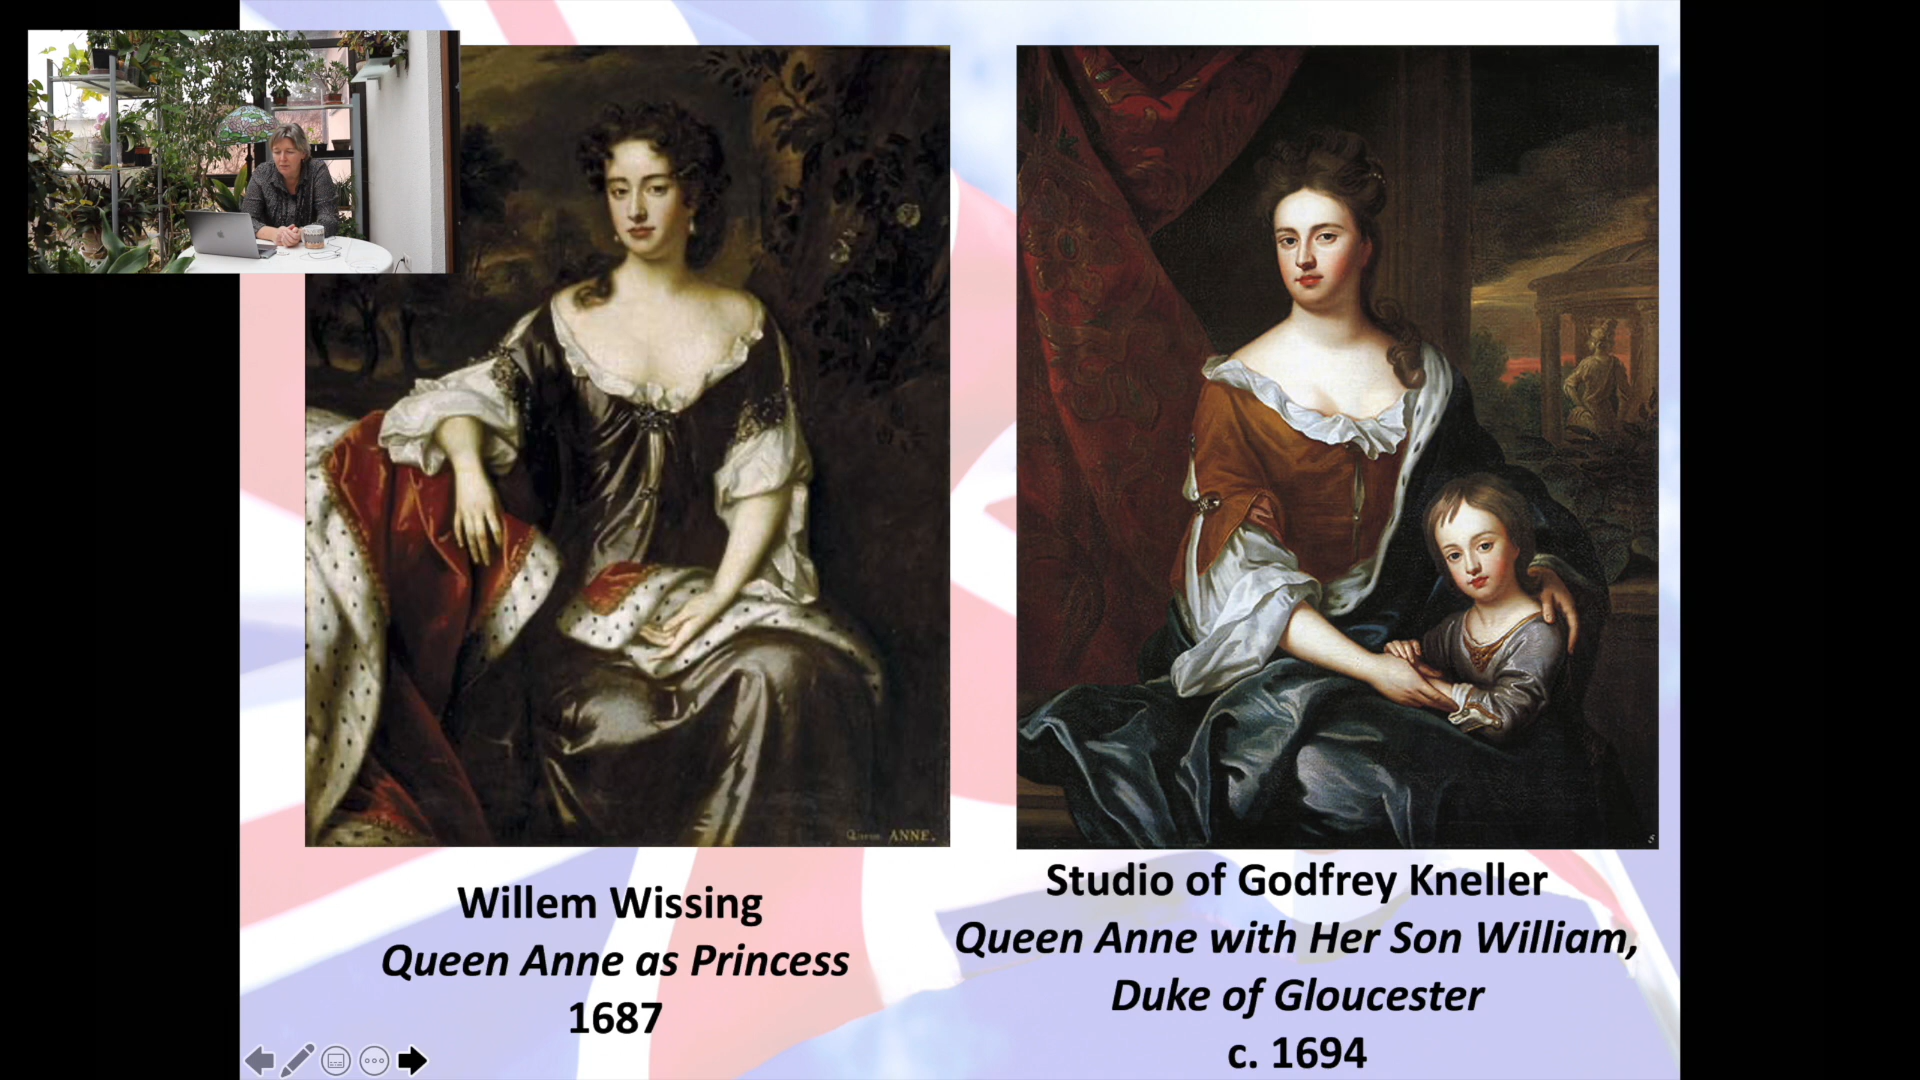 Queen ANNE.
Willem Wissing
Queen Anne as Princess
1687
Studio of Godfrey Kneller
Queen Anne with Her Son William,
Duke of Gloucester
c. 1694